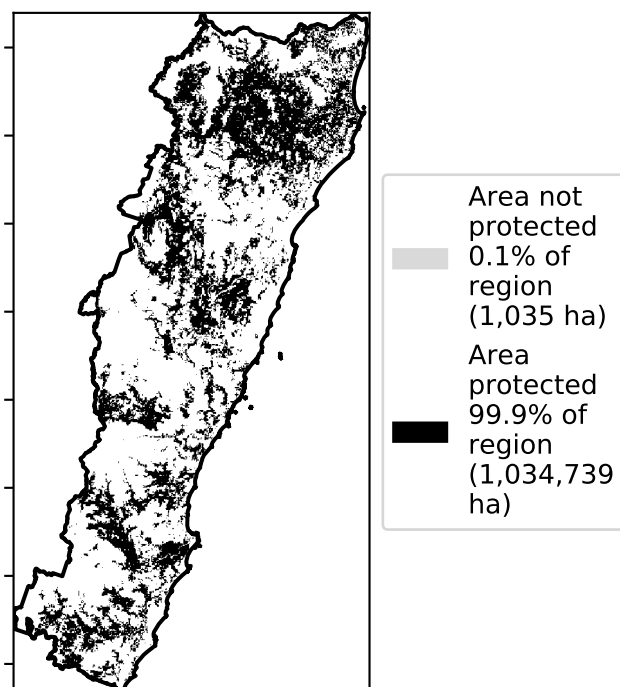 Area not
protected
0.1% of
region
(1,035 ha)
Area
protected
99.9% of
region
(1,034,739
ha)